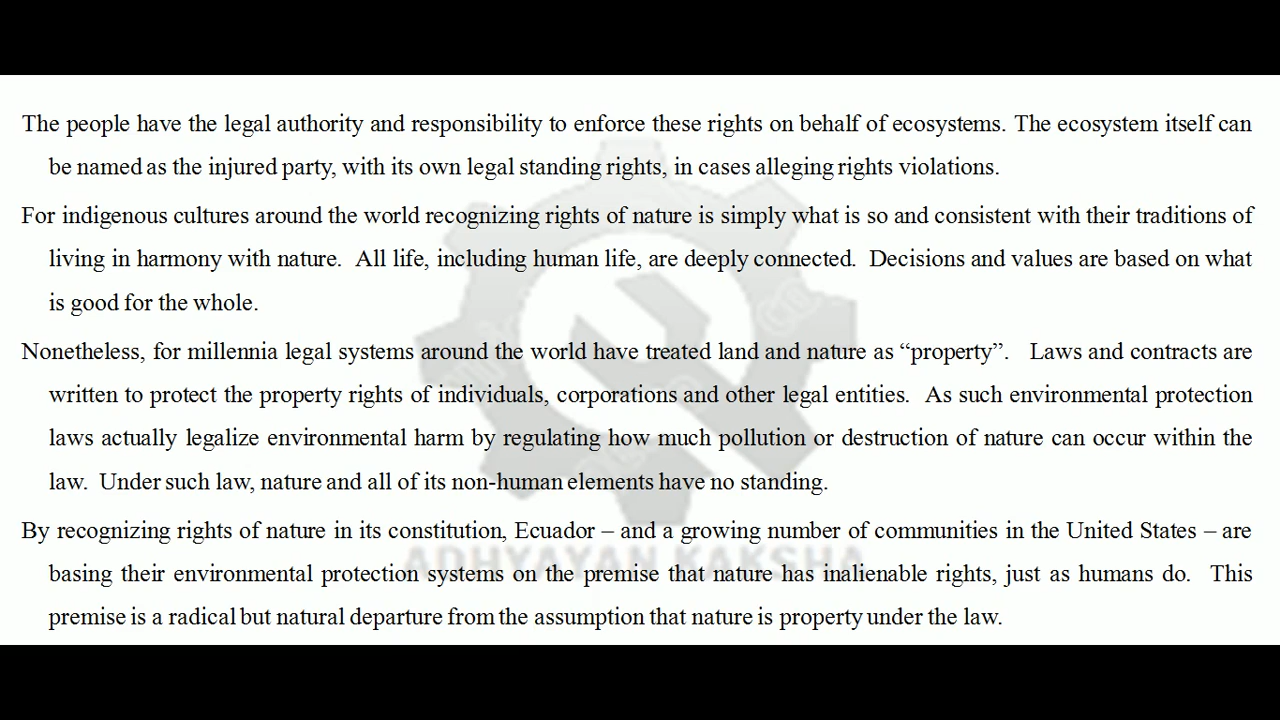 The people have the legal authority and responsibility to enforce these rights on behalf of ecosystems. The ecosystem itself can
be named as the injured party, with its own legal standing rights, in cases alleging rights violations.
For indigenous cultures around the world recognizing rights of nature is simply what is so and consistent with their traditions of
living in harmony with nature. All life, including human life, are deeply connected. Decisions and values are based on what
is good for the whole.
Nonetheless, for millennia legal systems around the world have treated land and nature as “property”. Laws and contracts are
written to protect the property rights of individuals, corporations and other legal entities. As such environmental protection
laws actually legalize environmental harm by regulating how much pollution or destruction of nature can occur within the
law. Under such law, nature and all of its non-human elements have no standing.
By recognizing rights of nature in its constitution, Ecuador – and a growing number of communities in the United States – are
ADHYAYAN KAKSHA
basing their environmental protection systems on the premise that nature has inalienable rights, just as humans do. This
premise is a radical but natural departure from the assumption that nature is property under the law.